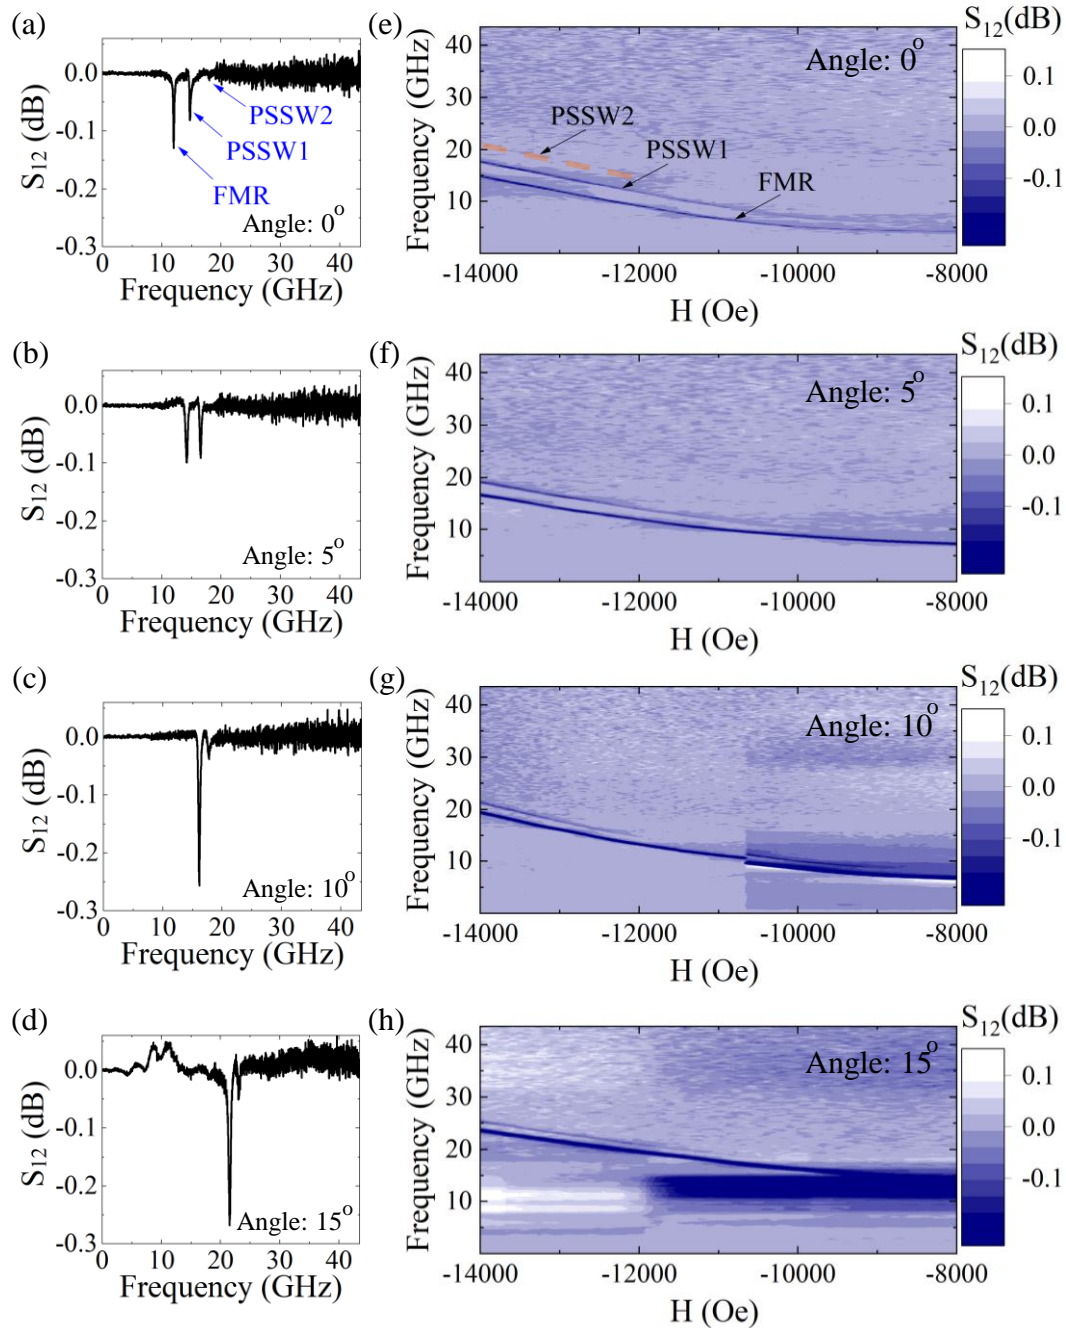 (a)
0.0
-0.1
-0.2
-0.3
S12 (dB)
PSSW2
PSSW1
FMR
Angle: 0°
0 10 20 30 40
Frequency (GHz)
(e)
40
30
20
10
Frequency (GHz)
Angle: 0°
PSSW2
PSSW1
FMR
-14000 -12000 -10000 -8000
H (Oe)
S12(dB)
0.1
0.0
-0.1
(b)
0.0
-0.1
-0.2
-0.3
S12 (dB)
Angle: 5°
0 10 20 30 40
Frequency (GHz)
(f)
40
30
20
10
Frequency (GHz)
Angle: 5°
-14000 -12000 -10000 -8000
H (Oe)
S12(dB)
0.1
0.0
-0.1
(c)
0.0
-0.1
-0.2
-0.3
S12 (dB)
Angle: 10°
0 10 20 30 40
Frequency (GHz)
(g)
40
30
20
10
Frequency (GHz)
Angle: 10°
-14000 -12000 -10000 -8000
H (Oe)
S12(dB)
0.1
0.0
-0.1
(d)
0.0
-0.1
-0.2
-0.3
S12 (dB)
Angle: 15°
0 10 20 30 40
Frequency (GHz)
(h)
40
30
20
10
Frequency (GHz)
Angle: 15°
-14000 -12000 -10000 -8000
H (Oe)
S12(dB)
0.1
0.0
-0.1